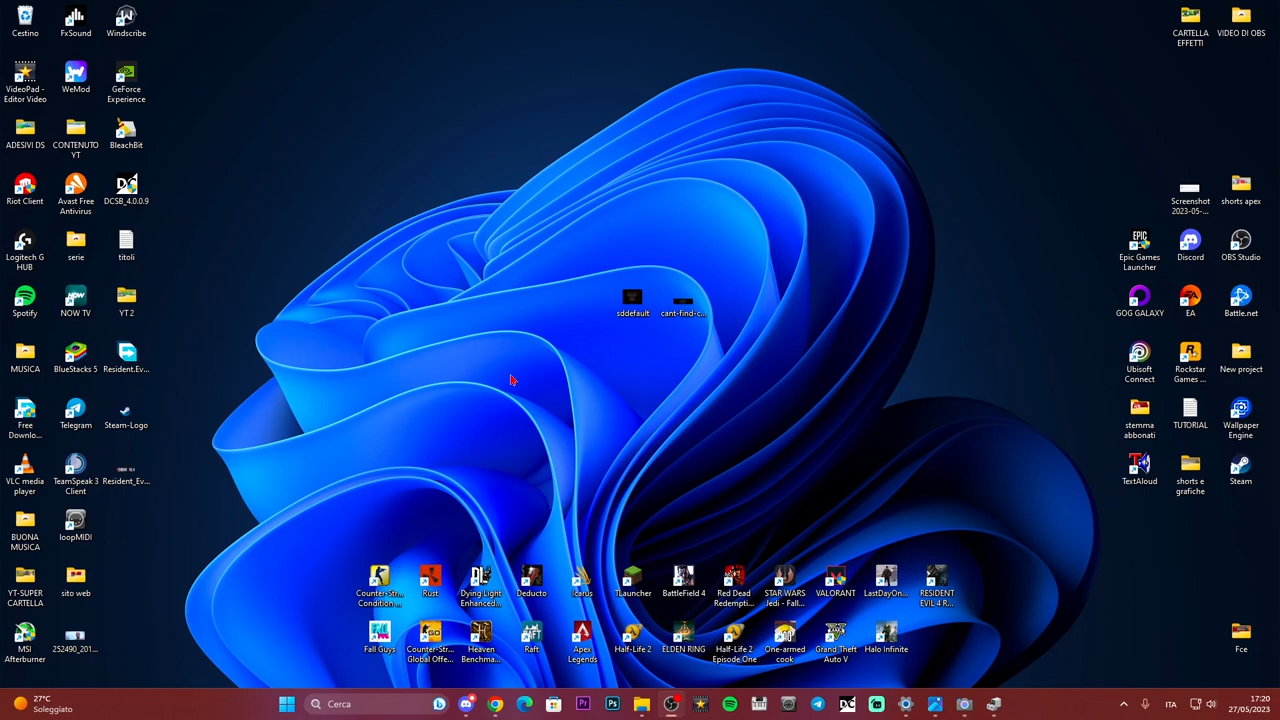 Cestino
FxSound
Windscribe
CARTELLA
EFFETTI
VIDEO DI OBS
VideoPad -
Editor Video
WeMod
GeForce
Experience
ADESIVI DS
CONTENUTO
YT
BleachBit
Riot Client
Avast Free
Antivirus
DCSB_4.0.0.9
Screenshot
2023-05-...
shorts apex
Logitech G
HUB
serie
titoli
Epic Games
Launcher
Discord
OBS Studio
Spotify
NOW TV
YT 2
sddefault
cant-find-c...
GOG GALAXY
EA
Battle.net
MUSICA
BlueStacks 5
Resident.Ev...
Ubisoft
Connect
Rockstar
Games ...
New project
Free
Downlo...
Telegram
Steam-Logo
stemma
abbonati
TUTORIAL
Wallpaper
Engine
VLC media
player
TeamSpeak 3
Client
Resident_Ev...
TextAloud
shorts e
grafiche
Steam
BUONA
MUSICA
loopMIDI
YT-SUPER
CARTELLA
sito web
Counter-Str...
Condition ...
Rust
Dying Light
Enhanced...
Deducto
Icarus
TLauncher
BattleField 4
Red Dead
Redempti...
STAR WARS
Jedi - Fall...
VALORANT
LastDayOn...
RESIDENT
EVIL 4 R...
MSI
Afterburner
252490_201...
Fall Guys
Counter-Str...
Global Offe...
Heaven
Benchma...
Raft
Apex
Legends
Half-Life 2
ELDEN RING
Half-Life 2
Episode One
One-armed
cook
Grand Theft
Auto V
Halo Infinite
Fce
27°C
Soleggiato
Cerca
ITA
17:20
27/05/2023